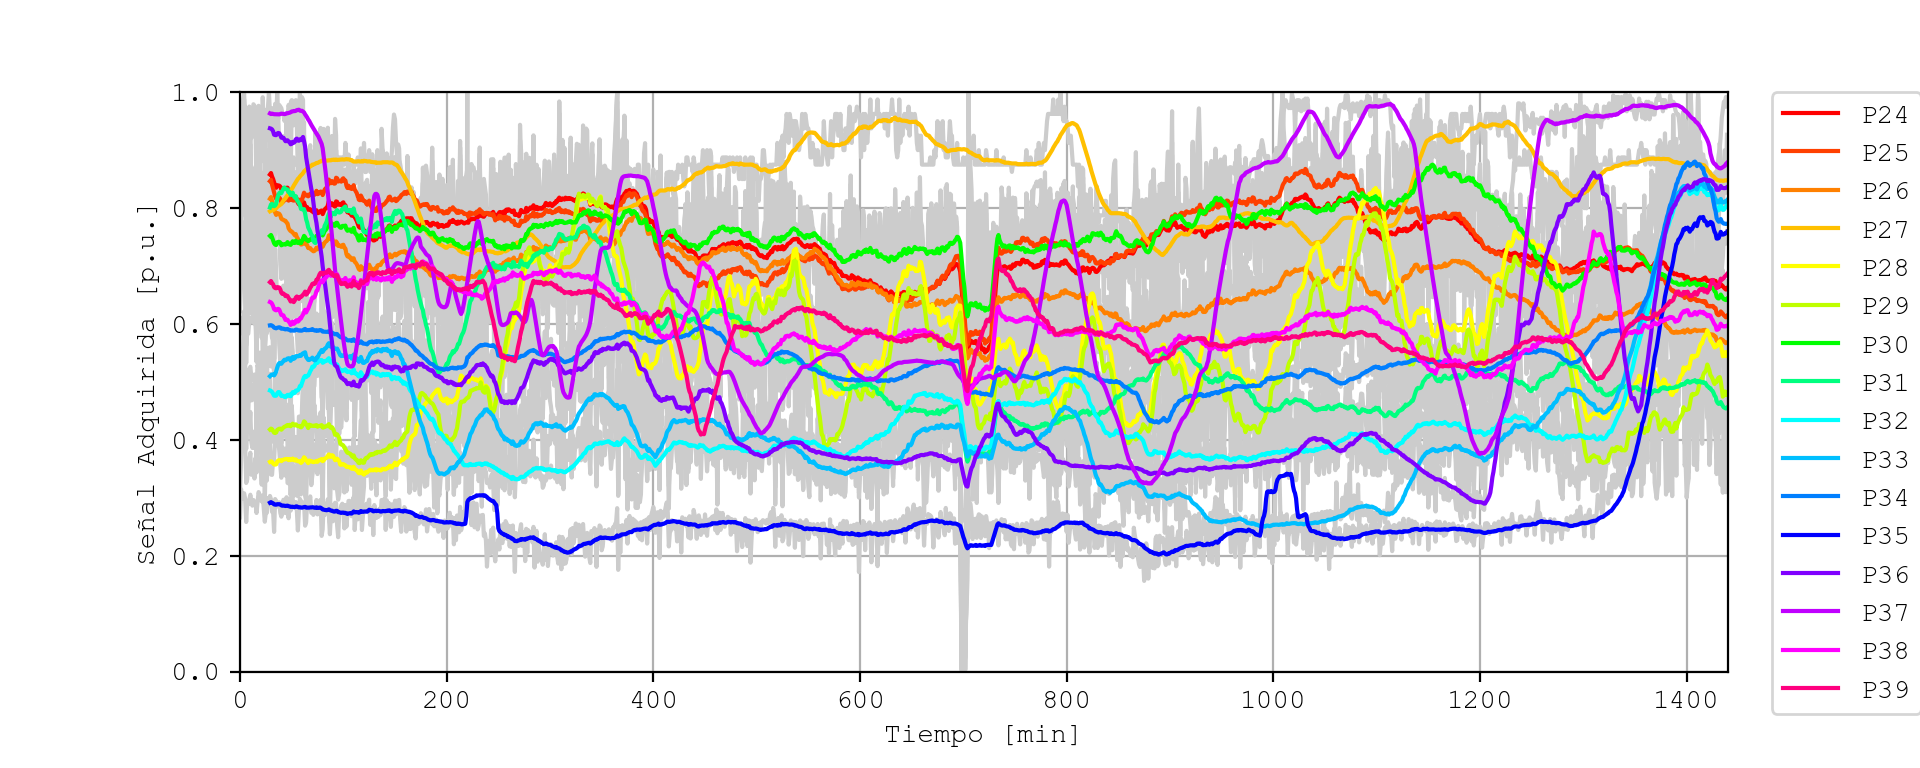 1.0
0.8
0.6
0.4
0.2
0.0
Señal Adquirida [p.u.]
0 200 400 600 800 1000 1200 1400
Tiempo [min]
P24
P25
P26
P27
P28
P29
P30
P31
P32
P33
P34
P35
P36
P37
P38
P39